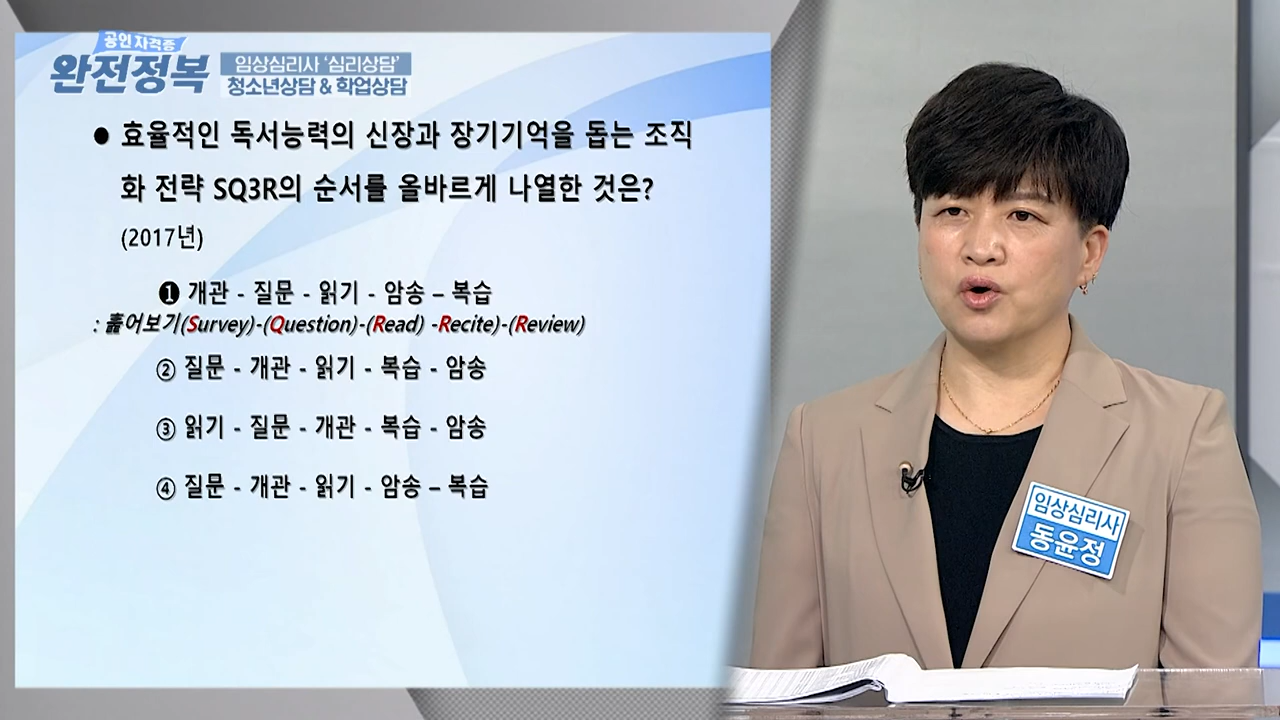 공인 자격증
완전정복
임상심리사 ‘심리상담’
청소년상담 & 학업상담
● 효율적인 독서능력의 신장과 장기기억을 돕는 조직
화 전략 SQ3R의 순서를 올바르게 나열한 것은?
(2017년)
❶ 개관 - 질문 - 읽기 - 암송 – 복습
: 훑어보기(Survey)-(Question)-(Read) -Recite)-(Review)
② 질문 - 개관 - 읽기 - 복습 - 암송
③ 읽기 - 질문 - 개관 - 복습 - 암송
④ 질문 - 개관 - 읽기 - 암송 – 복습
임상심리사
동윤정